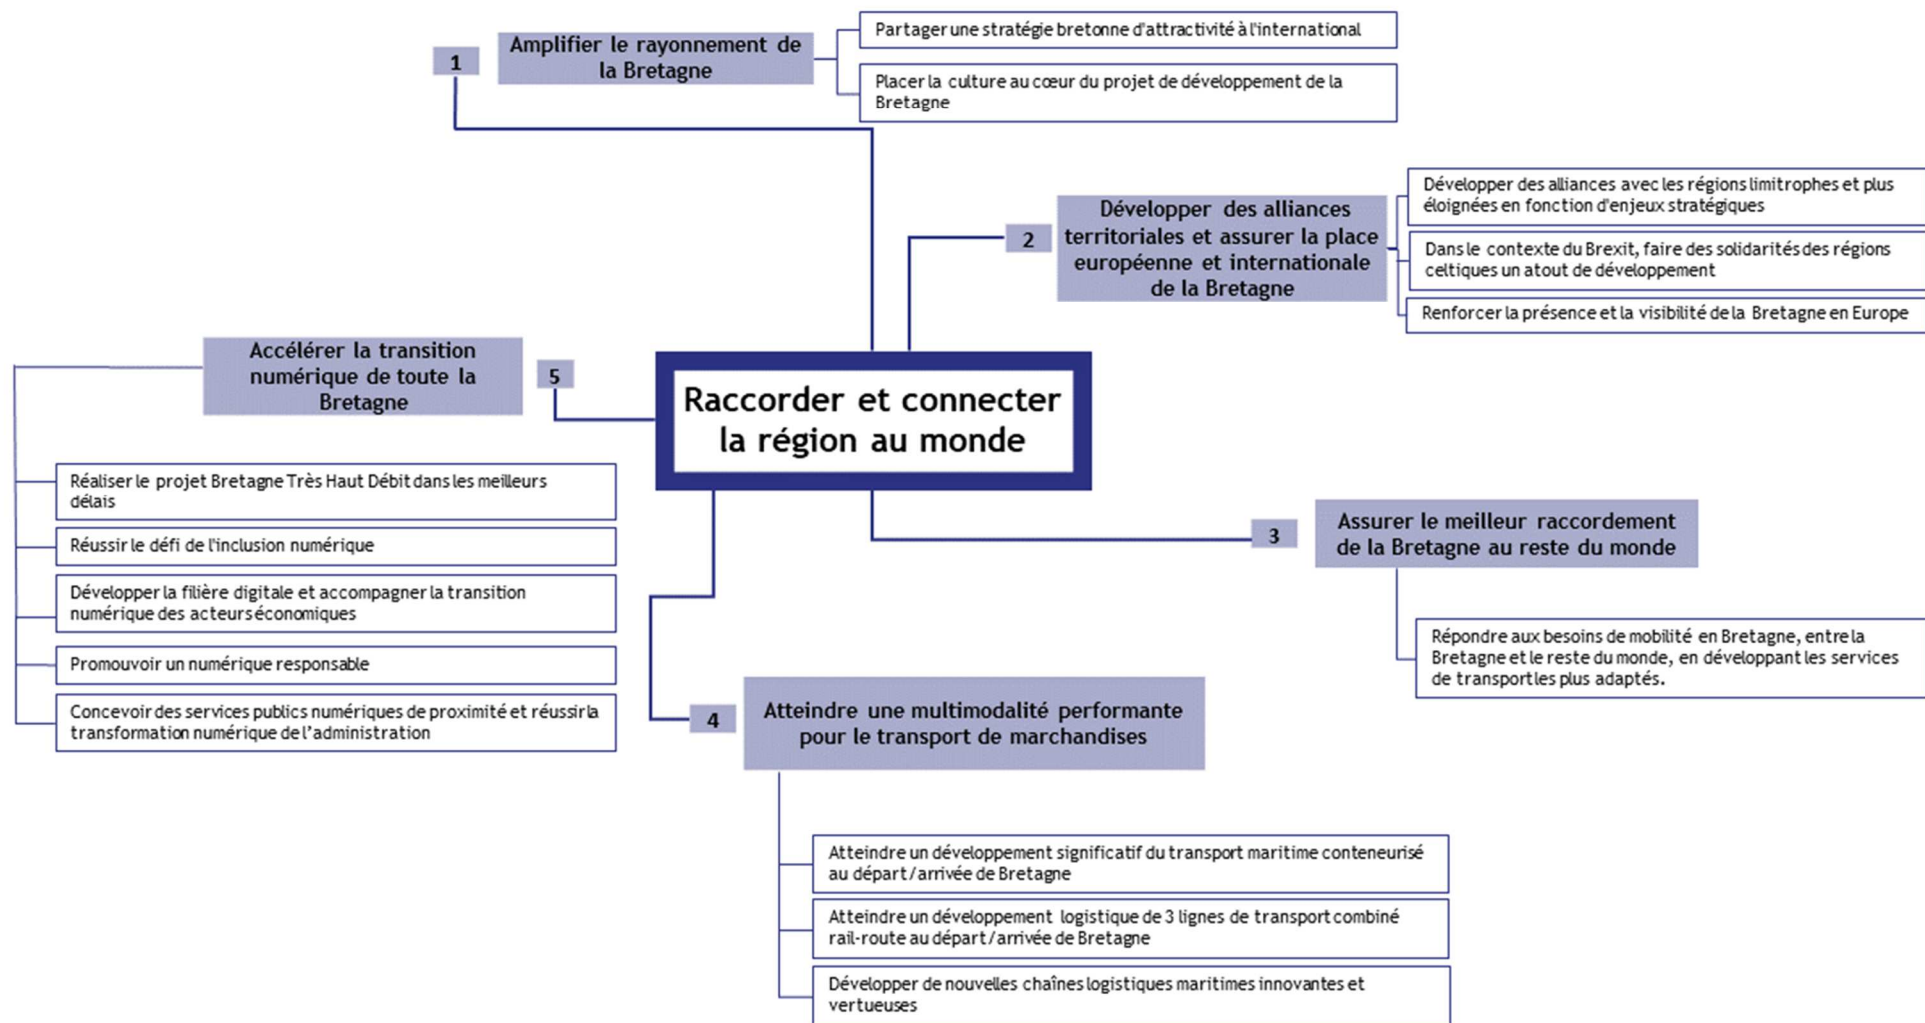 1
Amplifier le rayonnement de
la Bretagne
Partager une stratégie bretonne d'attractivité à l'international
Placer la culture au cœur du projet de développement de la
Bretagne
2
Développer des alliances
territoriales et assurer la place
européenne et internationale
de la Bretagne
Développer des alliances avec les régions limitrophes et plus
éloignées en fonction d'enjeux stratégiques
Dans le contexte du Brexit, faire des solidarités des régions
celtiques un atout de développement
Renforcer la présence et la visibilité de la Bretagne en Europe
Raccorder et connecter
la région au monde
3
Assurer le meilleur raccordement
de la Bretagne au reste du monde
Répondre aux besoins de mobilité en Bretagne, entre la
Bretagne et le reste du monde, en développant les services
de transport les plus adaptés.
4
Atteindre une multimodalité performante
pour le transport de marchandises
Atteindre un développement significatif du transport maritime conteneurisé
au départ/arrivée de Bretagne
Atteindre un développement logistique de 3 lignes de transport combiné
rail-route au départ/arrivée de Bretagne
Développer de nouvelles chaînes logistiques maritimes innovantes et
vertueuses
5
Accélérer la transition
numérique de toute la
Bretagne
Réaliser le projet Bretagne Très Haut Débit dans les meilleurs
délais
Réussir le défi de l'inclusion numérique
Développer la filière digitale et accompagner la transition
numérique des acteurs économiques
Promouvoir un numérique responsable
Concevoir des services publics numériques de proximité et réussir la
transformation numérique de l'administration